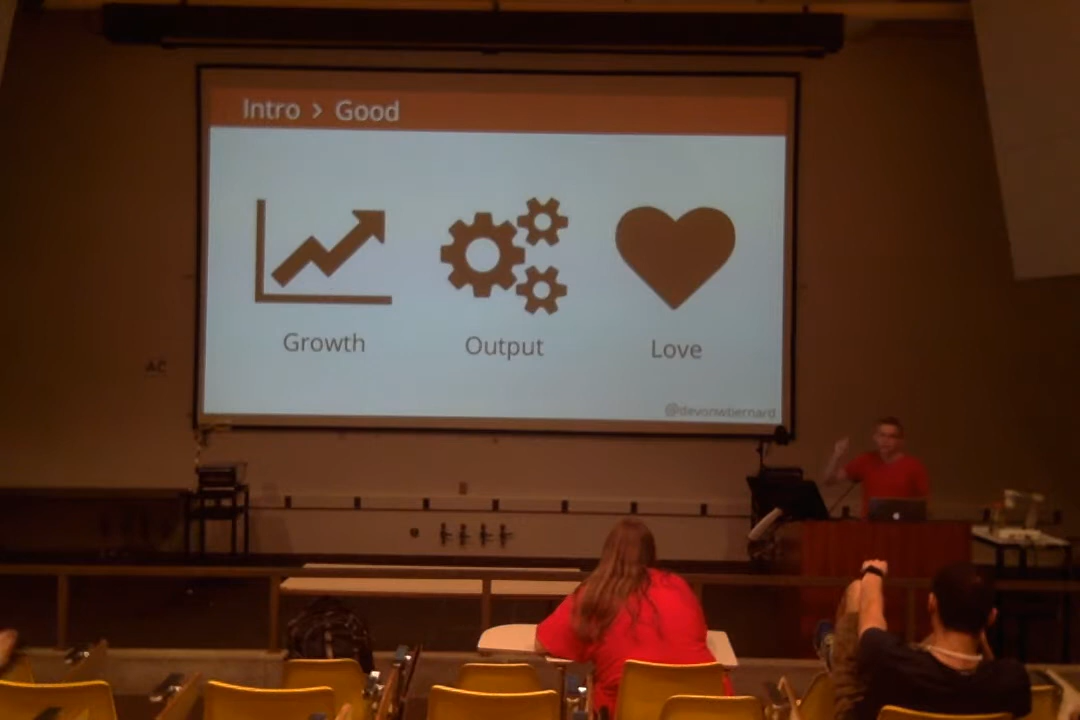 Intro > Good
Growth
Output
Love
@devonwbernard